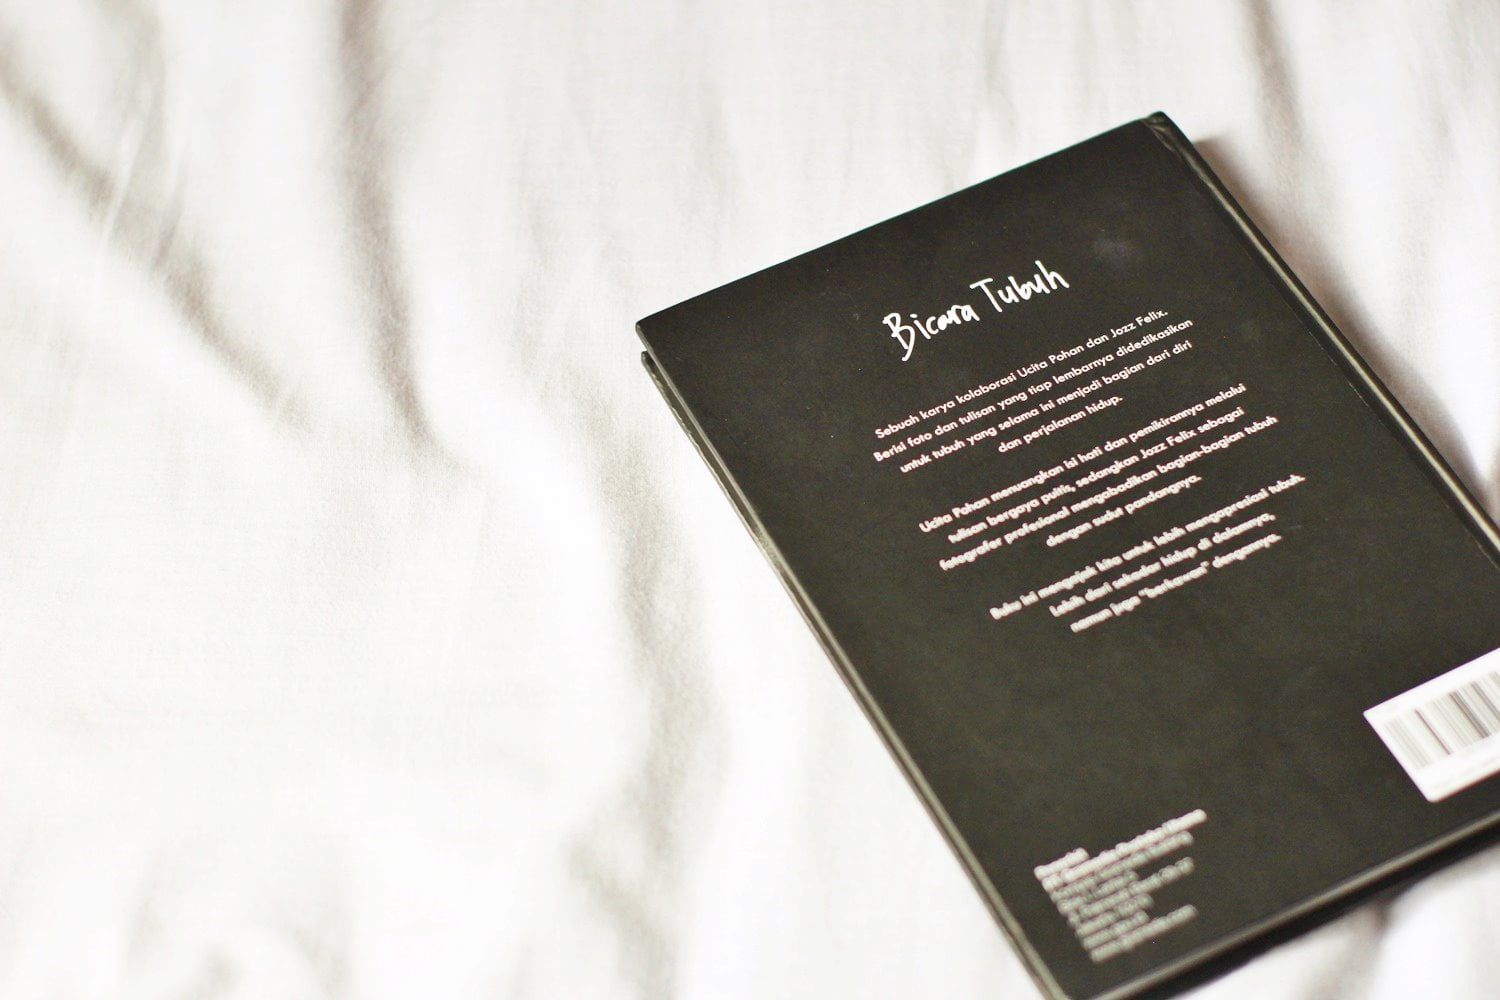 Bicara Tubuh
Sebuah karya kolaborasi Ucita Pohan dan Jozz Felix.
Berisi foto dan tulisan yang tiap lembarnya didedikasikan
untuk tubuh yang selama ini menjadi bagian dari diri
dan perjalanan hidup.
Ucita Pohan menuangkan isi hati dan pemikirannya melalui
tulisan bergaya puitis, sedangkan Jozz Felix sebagai
fotografer profesional mengabadikan bagian-bagian tubuh
dengan sudut pandangnya.
Buku ini mengajak kita untuk lebih mengapresiasi tubuh.
Lebih dari sekadar hidup di dalamnya,
namun juga "berkawan" dengannya.